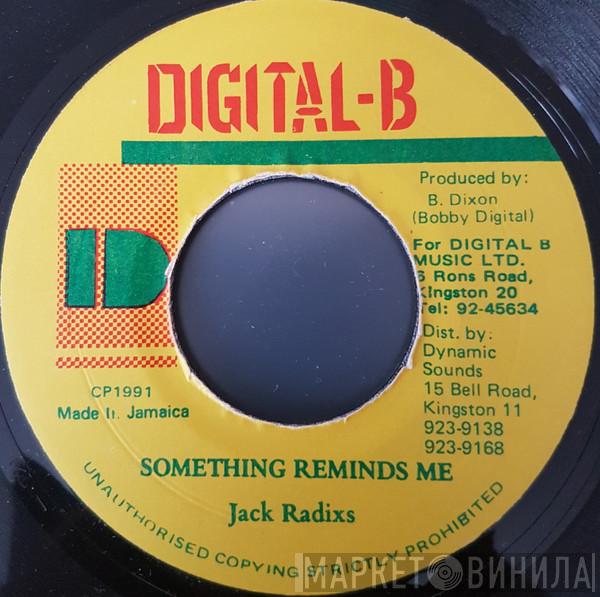 DIGITAL-B
D
Produced by:
B. Dixon
(Bobby Digital)
For DIGITAL B
MUSIC LTD.
6 Rons Road,
Kingston 20
Tel: 92-45634
Dist. by:
Dynamic
Sounds
15 Bell Road,
Kingston 11
923-9138
923-9168
CP1991
Made In Jamaica
SOMETHING REMINDS ME
Jack Radixs
UNAUTHORISED COPYING STRICTLY PROHIBITED
МАРКЕТ ВИНИЛА